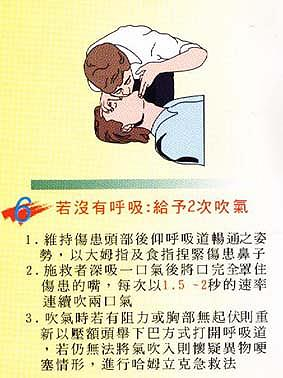 6 若沒有呼吸:給予2次吹氣
1.維持傷患頭部後仰呼吸道暢通之姿
勢，以大姆指及食指捏緊傷患鼻子
2.施救者深吸一口氣後將口完全罩住
傷患的嘴，每次以1.5~2秒的速率
連續吹兩口氣
3.吹氣時若有阻力或胸部無起伏則重
新以壓額頭舉下巴方式打開呼吸道
，若仍無法將氣吹入則懷疑異物哽
塞情形，進行哈姆立克急救法